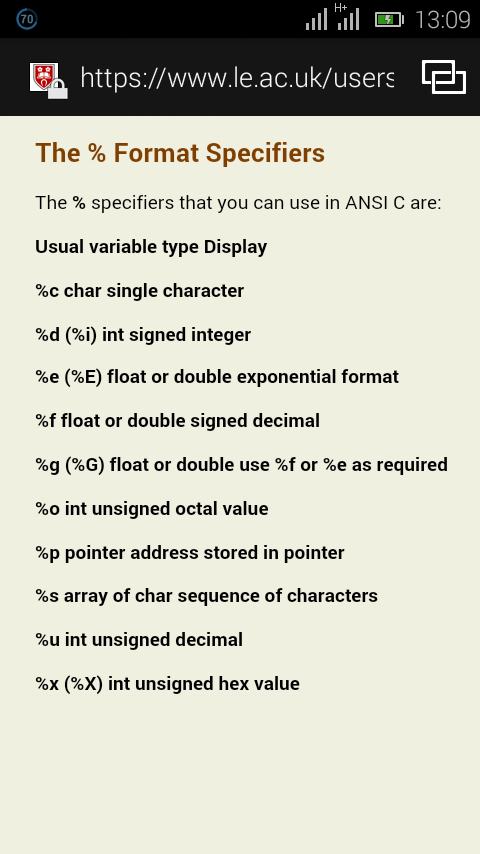 70
H+
13:09
https://www.le.ac.uk/users
The % Format Specifiers
The % specifiers that you can use in ANSI C are:
Usual variable type Display
%c char single character
%d (%i) int signed integer
%e (%E) float or double exponential format
%f float or double signed decimal
%g (%G) float or double use %f or %e as required
%o int unsigned octal value
%p pointer address stored in pointer
%s array of char sequence of characters
%u int unsigned decimal
%x (%X) int unsigned hex value